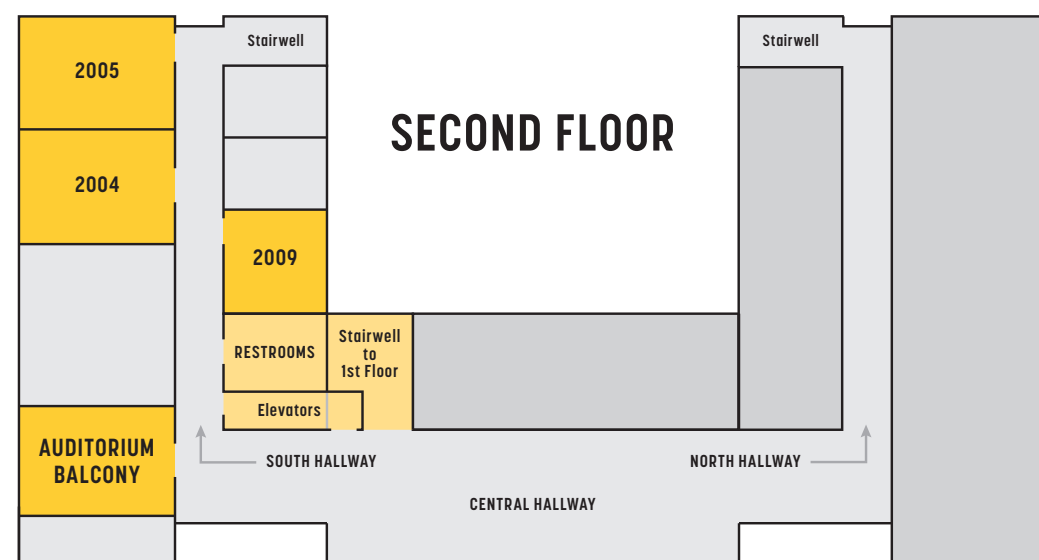 Stairwell
Stairwell
2005
SECOND FLOOR
2004
2009
Stairwell
to
1st Floor
RESTROOMS
Elevators
AUDITORIUM
BALCONY
SOUTH HALLWAY
NORTH HALLWAY
CENTRAL HALLWAY